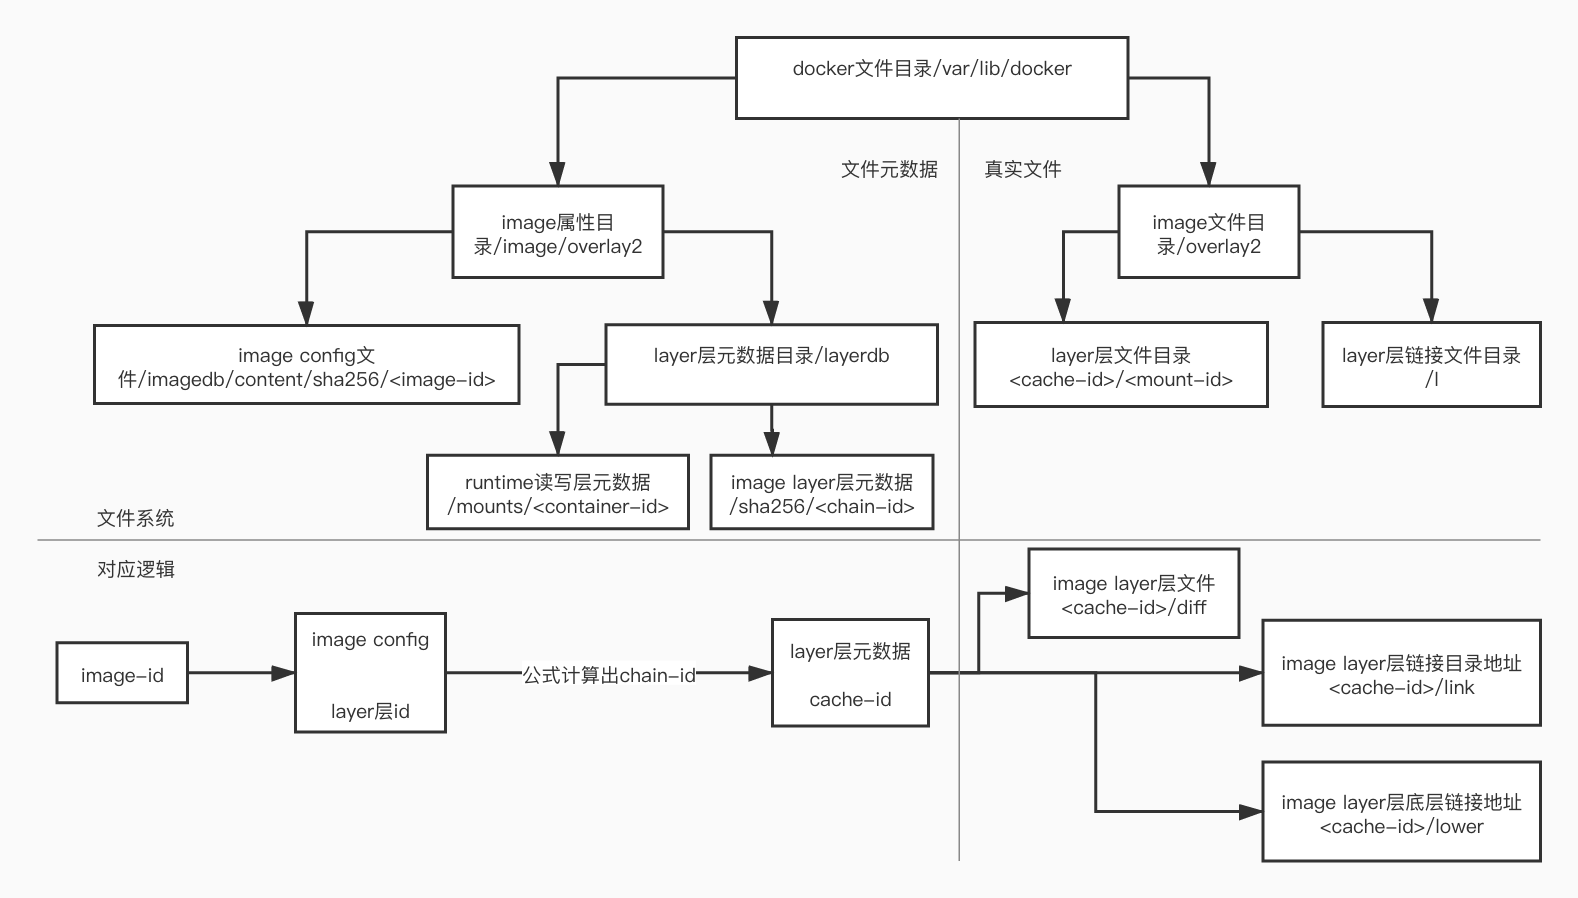 docker文件目录/var/lib/docker
文件元数据
真实文件
image属性目
录/image/overlay2
image文件目
录/overlay2
image config文
件/imagedb/content/sha256/<image-id>
layer层元数据目录/layerdb
layer层文件目录
<cache-id>/<mount-id>
layer层链接文件目录
/l
runtime读写层元数据
/mounts/<container-id>
image layer层元数据
/sha256/<chain-id>
文件系统
对应逻辑
image-id
image config
layer层id
公式计算出chain-id
layer层元数据
cache-id
image layer层文件
<cache-id>/diff
image layer层链接目录地址
<cache-id>/link
image layer层底层链接地址
<cache-id>/lower